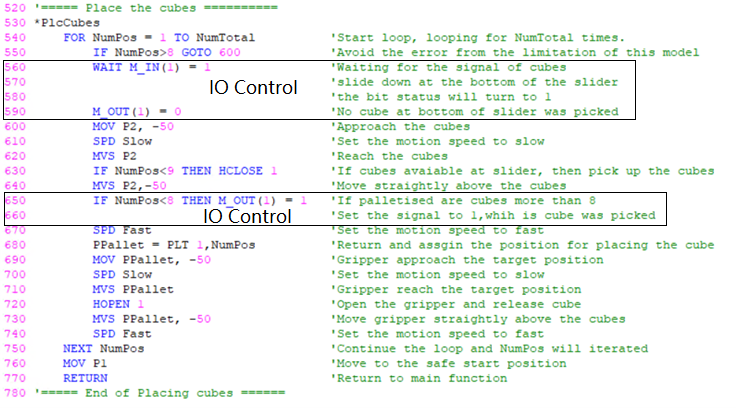 520 '===== Place the cubes ==========
530 *PlcCubes
540 FOR NumPos = 1 TO NumTotal 'Start loop, looping for NumTotal times.
550 IF NumPos>8 GOTO 600 'Avoid the error from the limitation of this model
560 WAIT M_IN(1) = 1 'Waiting for the signal of cubes
570 'slide down at the bottom of the slider
IO Control
580 'the bit status will turn to 1
590 M_OUT(1) = 0 'No cube at bottom of slider was picked
600 MOV P2, -50 'Approach the cubes
610 SPD Slow 'Set the motion speed to slow
620 MVS P2 'Reach the cubes
630 IF NumPos<9 THEN HCLOSE 1 'If cubes avaiable at slider, then pick up the cubes
640 MVS P2,-50 'Move straightly above the cubes
650 IF NumPos<8 THEN M_OUT(1) = 1 'If palletised are cubes more than 8
660 IO Control 'Set the signal to 1,whih is cube was picked
670 SPD Fast 'Set the motion speed to fast
680 PPallet = PLT 1,NumPos 'Return and assgin the position for placing the cube
690 MOV PPallet, -50 'Gripper approach the target position
700 SPD Slow 'Set the motion speed to slow
710 MVS PPallet 'Gripper reach the target position
720 HOPEN 1 'Open the gripper and release cube
730 MVS PPallet, -50 'Move gripper straightly above the cubes
740 SPD Fast 'Set the motion speed to fast
750 NEXT NumPos 'Continue the loop and NumPos will iterated
760 MOV P1 'Move to the safe start position
770 RETURN 'Return to main function
780 '===== End of Placing cubes ======